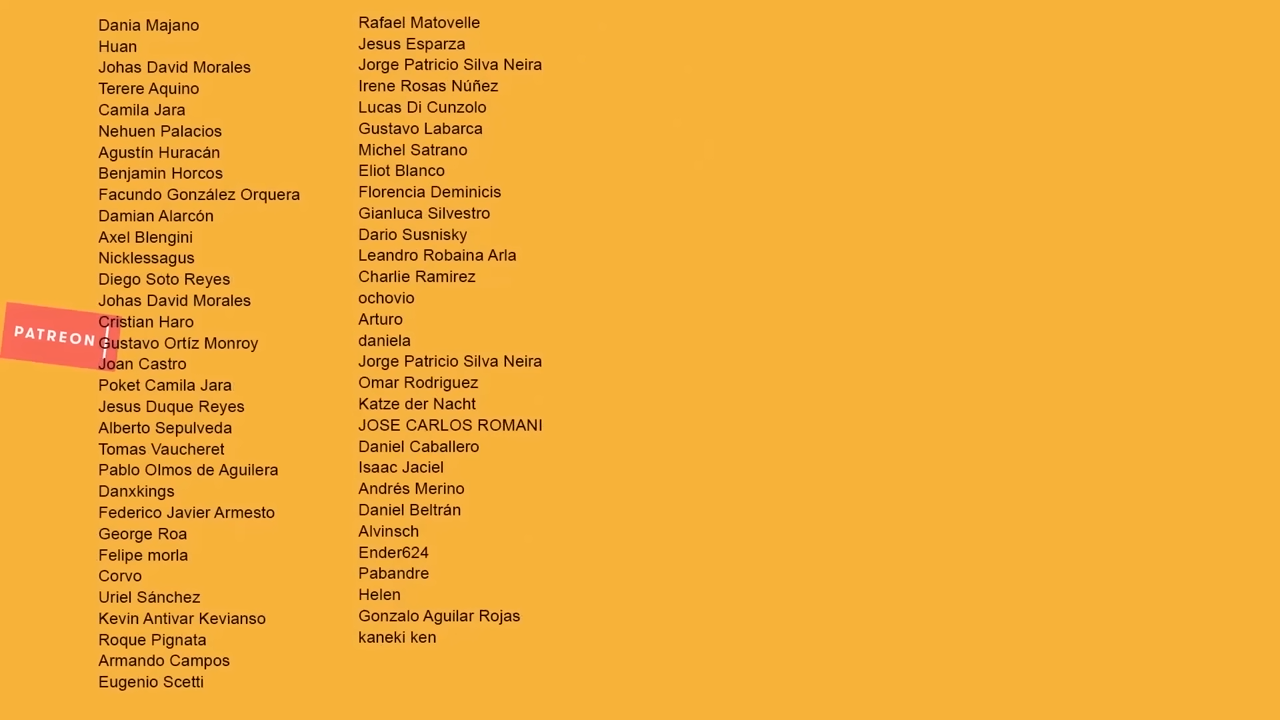 Dania Majano
Huan
Johas David Morales
Terere Aquino
Camila Jara
Nehuen Palacios
Agustín Huracán
Benjamin Horcos
Facundo González Orquera
Damian Alarcón
Axel Blengini
Nicklessagus
Diego Soto Reyes
Johas David Morales
Cristian Haro
Gustavo Ortíz Monroy
Joan Castro
Poket Camila Jara
Jesus Duque Reyes
Alberto Sepulveda
Tomas Vaucheret
Pablo Olmos de Aguilera
Danxkings
Federico Javier Armesto
George Roa
Felipe morla
Corvo
Uriel Sánchez
Kevin Antivar Kevianso
Roque Pignata
Armando Campos
Eugenio Scetti
PATREON
Rafael Matovelle
Jesus Esparza
Jorge Patricio Silva Neira
Irene Rosas Núñez
Lucas Di Cunzolo
Gustavo Labarca
Michel Satrano
Eliot Blanco
Florencia Deminicis
Gianluca Silvestro
Dario Susnisky
Leandro Robaina Arla
Charlie Ramirez
ochovio
Arturo
daniela
Jorge Patricio Silva Neira
Omar Rodriguez
Katze der Nacht
JOSE CARLOS ROMANI
Daniel Caballero
Isaac Jaciel
Andrés Merino
Daniel Beltrán
Alvinsch
Ender624
Pabandre
Helen
Gonzalo Aguilar Rojas
kaneki ken